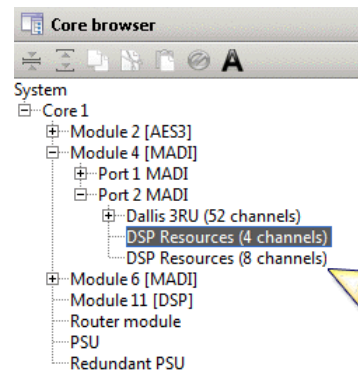 Core browser
A
System
Core 1
Module 2 [AES3]
Module 4 [MADI]
Port 1 MADI
Port 2 MADI
Dallis 3RU (52 channels)
DSP Resources (4 channels)
DSP Resources (8 channels)
Module 6 [MADI]
Module 11 [DSP]
Router module
PSU
Redundant PSU